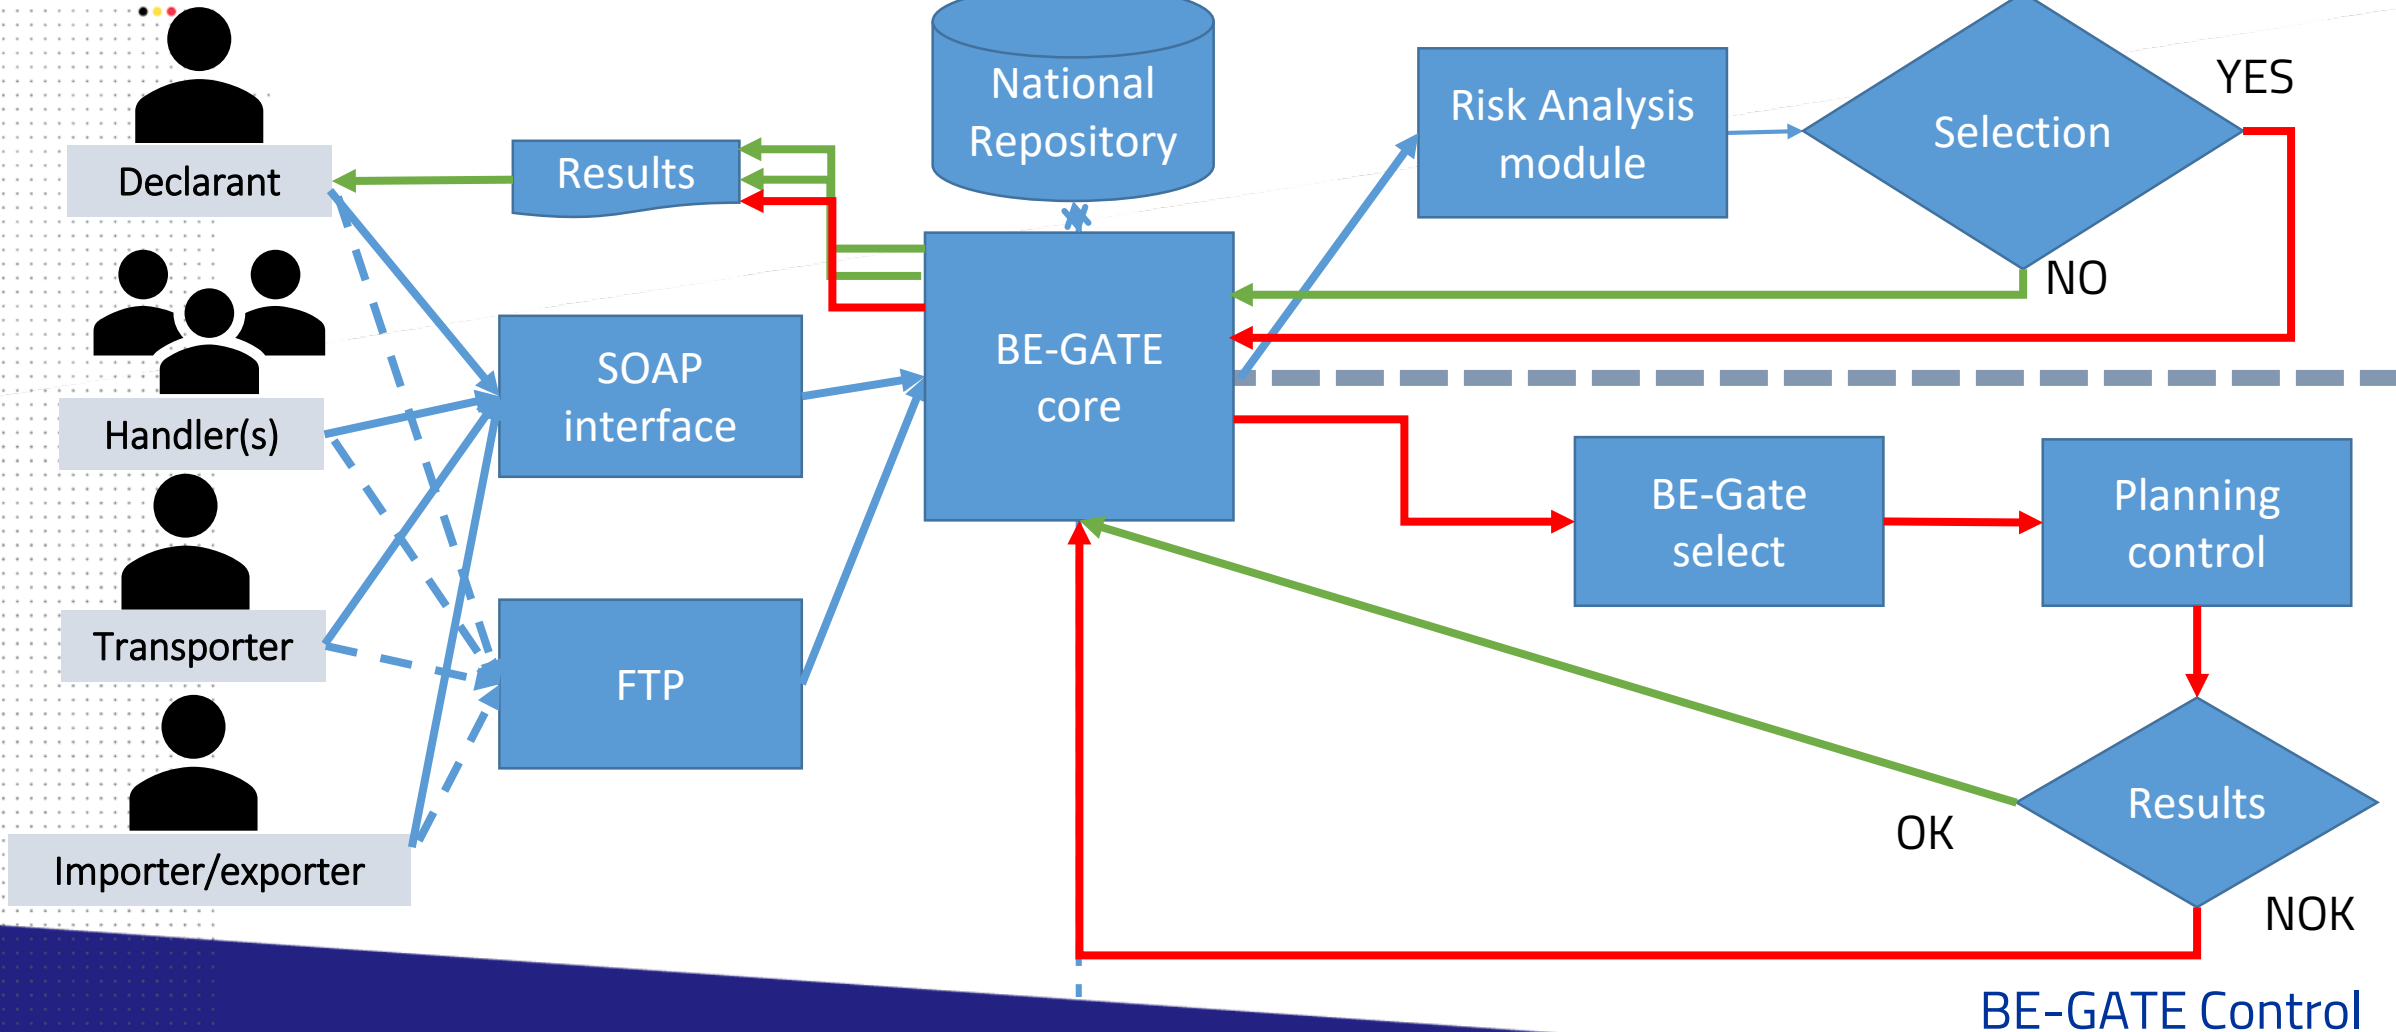 National
Repository
Risk Analysis
module
Selection
YES
NO
Declarant
Results
Handler(s)
SOAP
interface
BE-GATE
core
BE-Gate
select
Planning
control
Transporter
FTP
Importer/exporter
Results
OK
NOK
BE-GATE Control